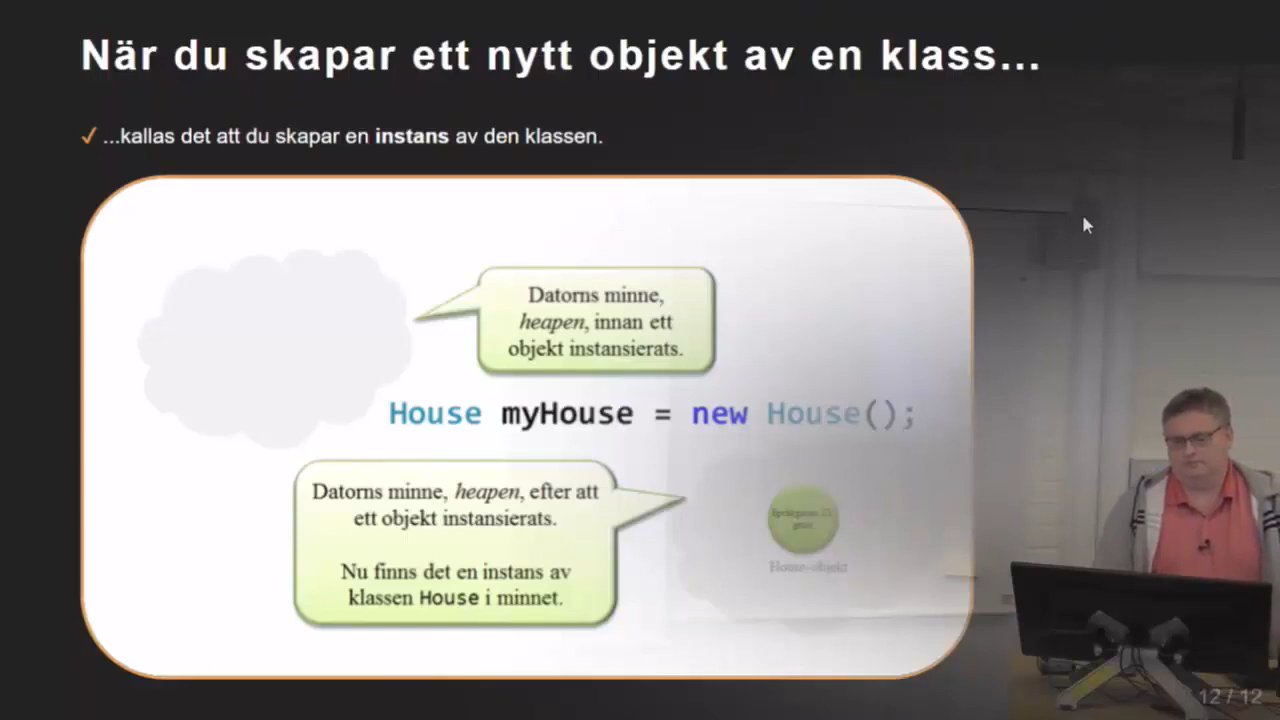 När du skapar ett nytt objekt av en klass...
✓ ...kallas det att du skapar en instans av den klassen.
Datorns minne,
heapen, innan ett
objekt instansierats.
House myHouse = new House();
Datorns minne, heapen, efter att
ett objekt instansierats.
Nu finns det en instans av
klassen House i minnet.
House-objekt
12 / 12